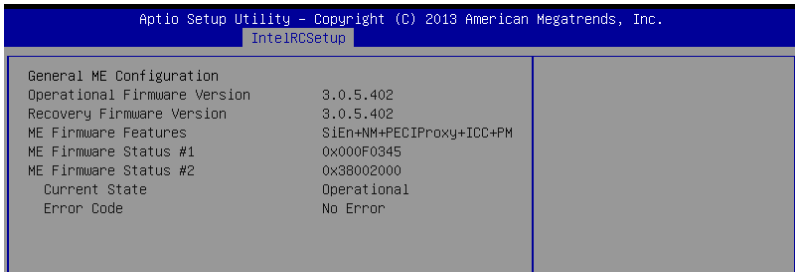 Aptio Setup Utility – Copyright (C) 2013 American Megatrends, Inc.
IntelRCSetup
General ME Configuration
Operational Firmware Version 3.0.5.402
Recovery Firmware Version 3.0.5.402
ME Firmware Features SiEn+NM+PECIProxy+ICC+PM
ME Firmware Status #1 0x000F0345
ME Firmware Status #2 0x38002000
Current State Operational
Error Code No Error